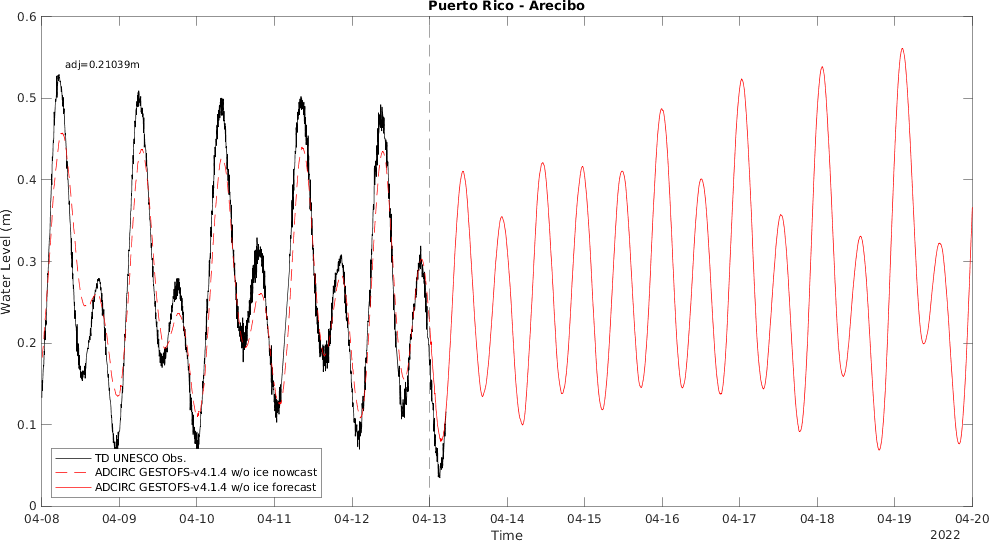 Puerto Rico - Arecibo
adj=0.21039m
Water Level (m)
0.6
0.5
0.4
0.3
0.2
0.1
0
TD UNESCO Obs.
ADCIRC GESTOFS-v4.1.4 w/o ice nowcast
ADCIRC GESTOFS-v4.1.4 w/o ice forecast
04-08 04-09 04-10 04-11 04-12 04-13 04-14 04-15 04-16 04-17 04-18 04-19 04-20
Time
2022